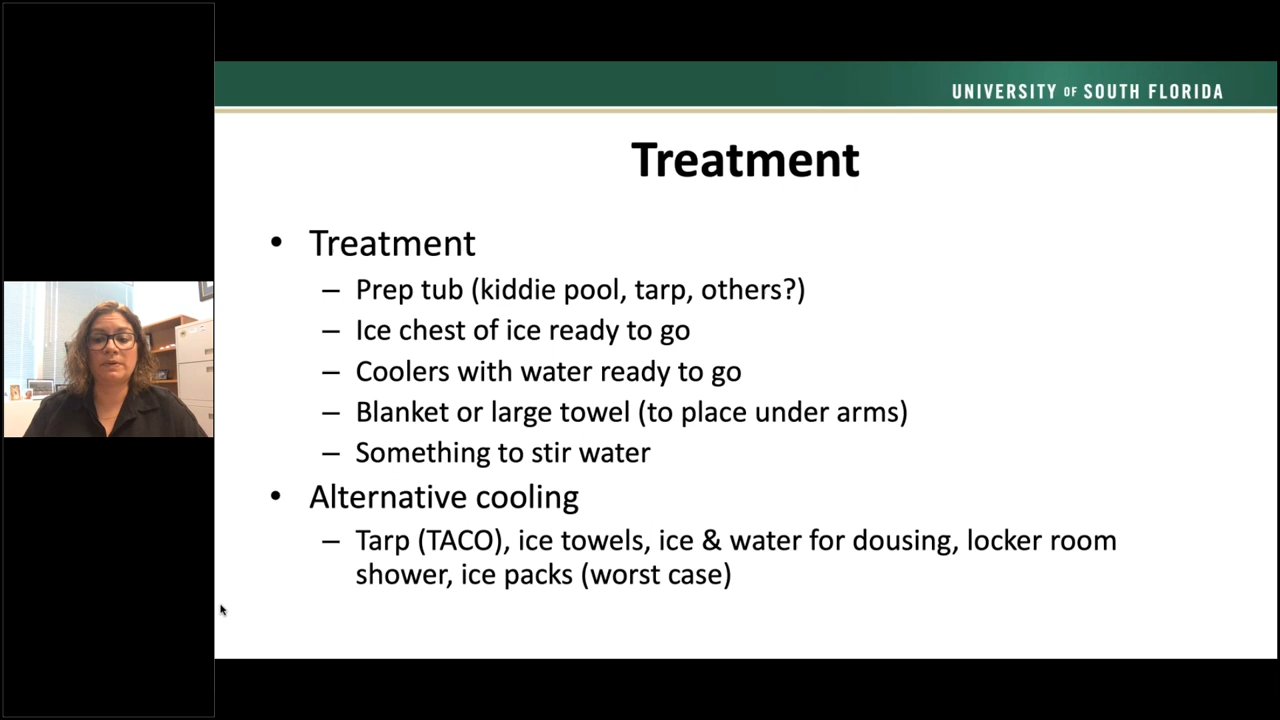 UNIVERSITY OF SOUTH FLORIDA
Treatment
• Treatment
– Prep tub (kiddie pool, tarp, others?)
– Ice chest of ice ready to go
– Coolers with water ready to go
– Blanket or large towel (to place under arms)
– Something to stir water
• Alternative cooling
– Tarp (TACO), ice towels, ice & water for dousing, locker room
shower, ice packs (worst case)